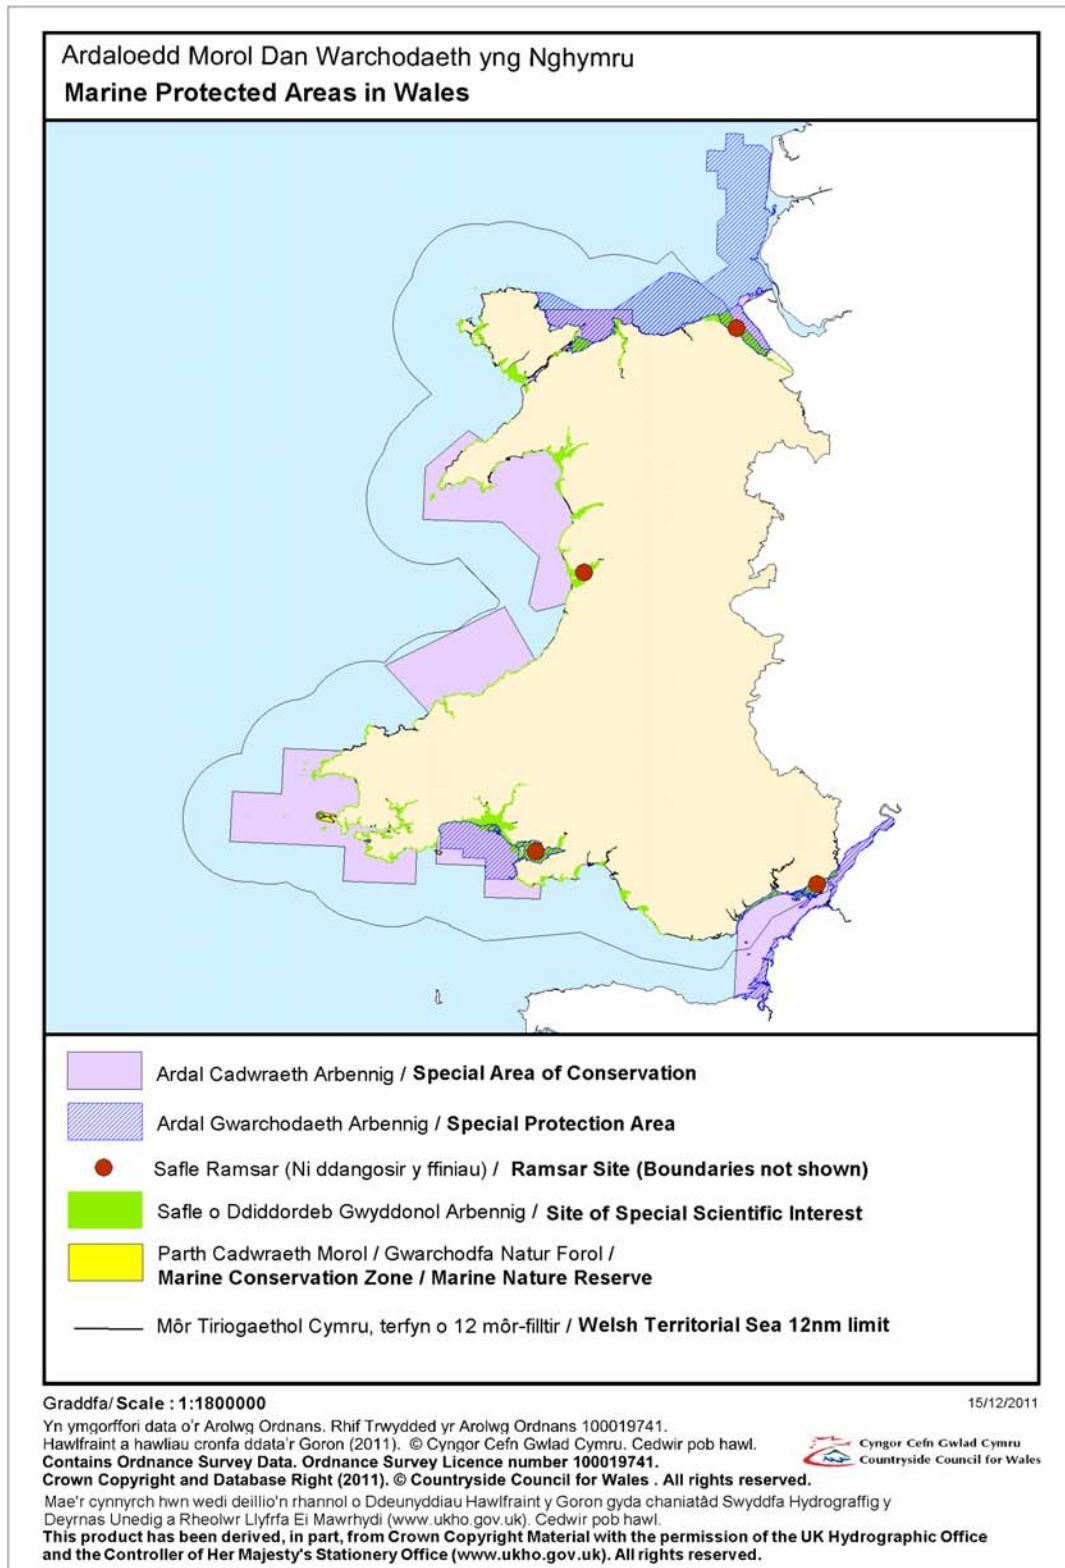 Ardaloedd Morol Dan Warchodaeth yng Nghymru
Marine Protected Areas in Wales
Ardal Cadwraeth Arbennig / Special Area of Conservation
Ardal Gwarchodaeth Arbennig / Special Protection Area
Safle Ramsar (Ni ddangosir y ffiniau) / Ramsar Site (Boundaries not shown)
Safle o Ddiddordeb Gwyddonol Arbennig / Site of Special Scientific Interest
Parth Cadwraeth Morol / Gwarchodfa Natur Forol /
Marine Conservation Zone / Marine Nature Reserve
Môr Tiriogaethol Cymru, terfyn o 12 môr-filltir / Welsh Territorial Sea 12nm limit
Graddfa/ Scale : 1:1800000
15/12/2011
Yn ymgorffori data o'r Arolwg Ordnans. Rhif Trwydded yr Arolwg Ordnans 100019741.
Hawlfraint a hawliau cronfa ddata'r Goron (2011). © Cyngor Cefn Gwlad Cymru. Cedwir pob hawl.
Contains Ordnance Survey Data. Ordnance Survey Licence number 100019741.
Crown Copyright and Database Right (2011). © Countryside Council for Wales . All rights reserved.
Cyngor Cefn Gwlad Cymru
Countryside Council for Wales
Mae'r cynnyrch hwn wedi deillio'n rhannol o Ddeunyddiau Hawlfraint y Goron gyda chaniatâd Swyddfa Hydrograffig y
Deyrnas Unedig a Rheolwr Llyfrfa Ei Mawrhydi (www.ukho.gov.uk). Cedwir pob hawl.
This product has been derived, in part, from Crown Copyright Material with the permission of the UK Hydrographic Office
and the Controller of Her Majesty's Stationery Office (www.ukho.gov.uk). All rights reserved.